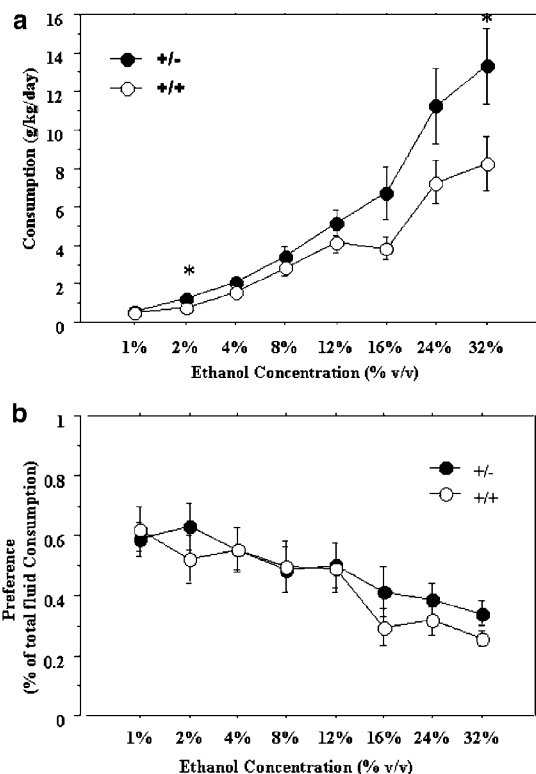 a
16
14
12
10
8
6
4
2
0
Consumption (g/kg/day)
+/-
+/+
*
*
1% 2% 4% 8% 12% 16% 24% 32%
Ethanol Concentration (% v/v)
b
1
0.8
0.6
0.4
0.2
0
Preference
(% of total fluid Consumption)
+/-
+/+
1% 2% 4% 8% 12% 16% 24% 32%
Ethanol Concentration (% v/v)